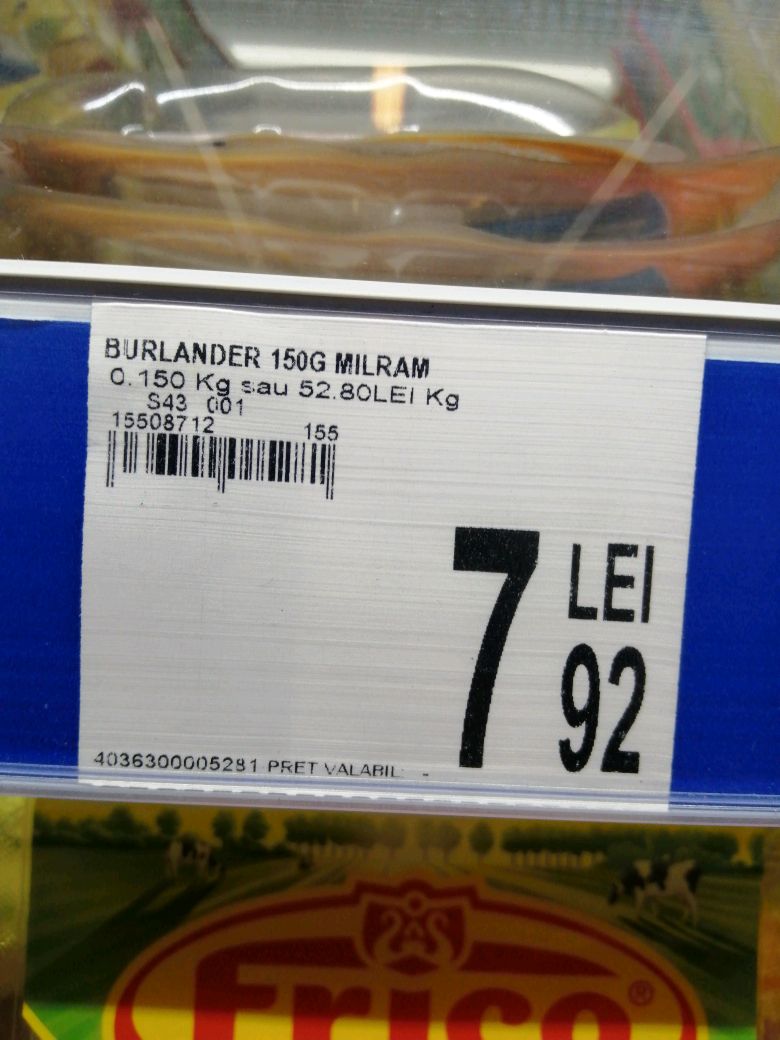 BURLANDER 150G MILRAM
0.150 Kg sau 52.80LEI Kg
S43 001
15508712 155
7 LEI
92
4036300005281 PRET VALABIL: -
Frico ®